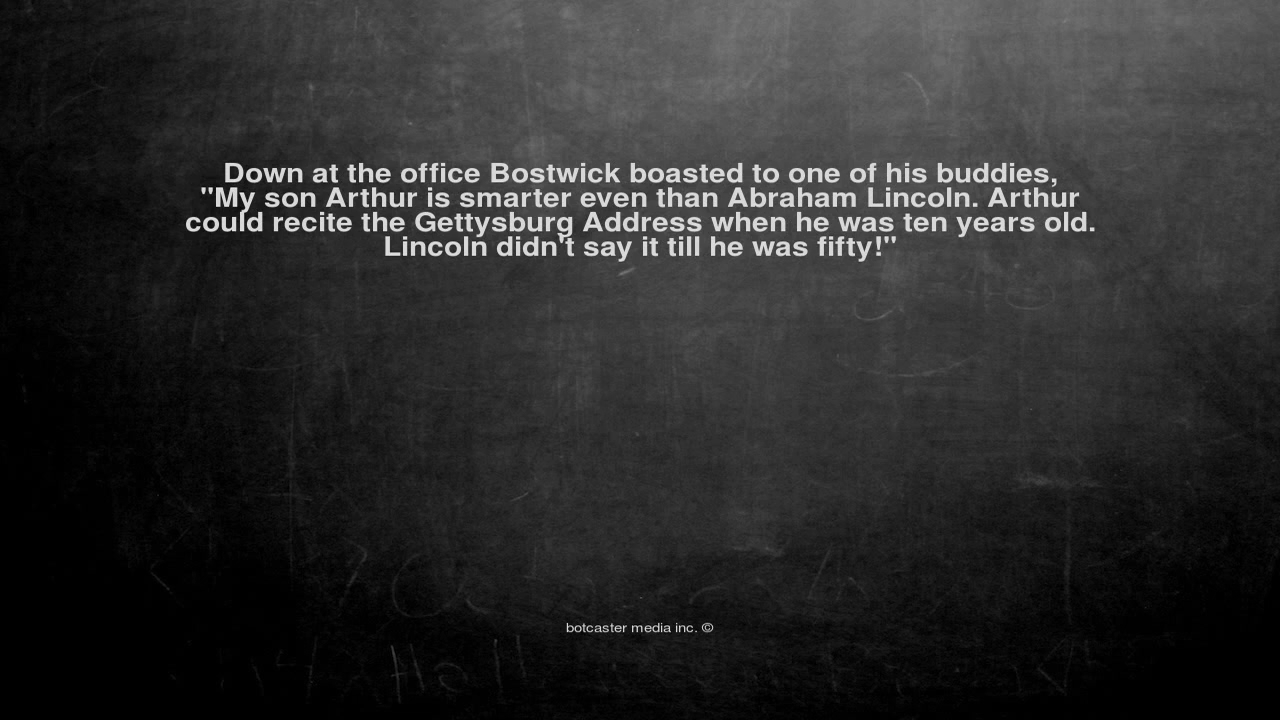 Down at the office Bostwick boasted to one of his buddies,
"My son Arthur is smarter even than Abraham Lincoln. Arthur
could recite the Gettysburg Address when he was ten years old.
Lincoln didn't say it till he was fifty!"
botcaster media inc. ©